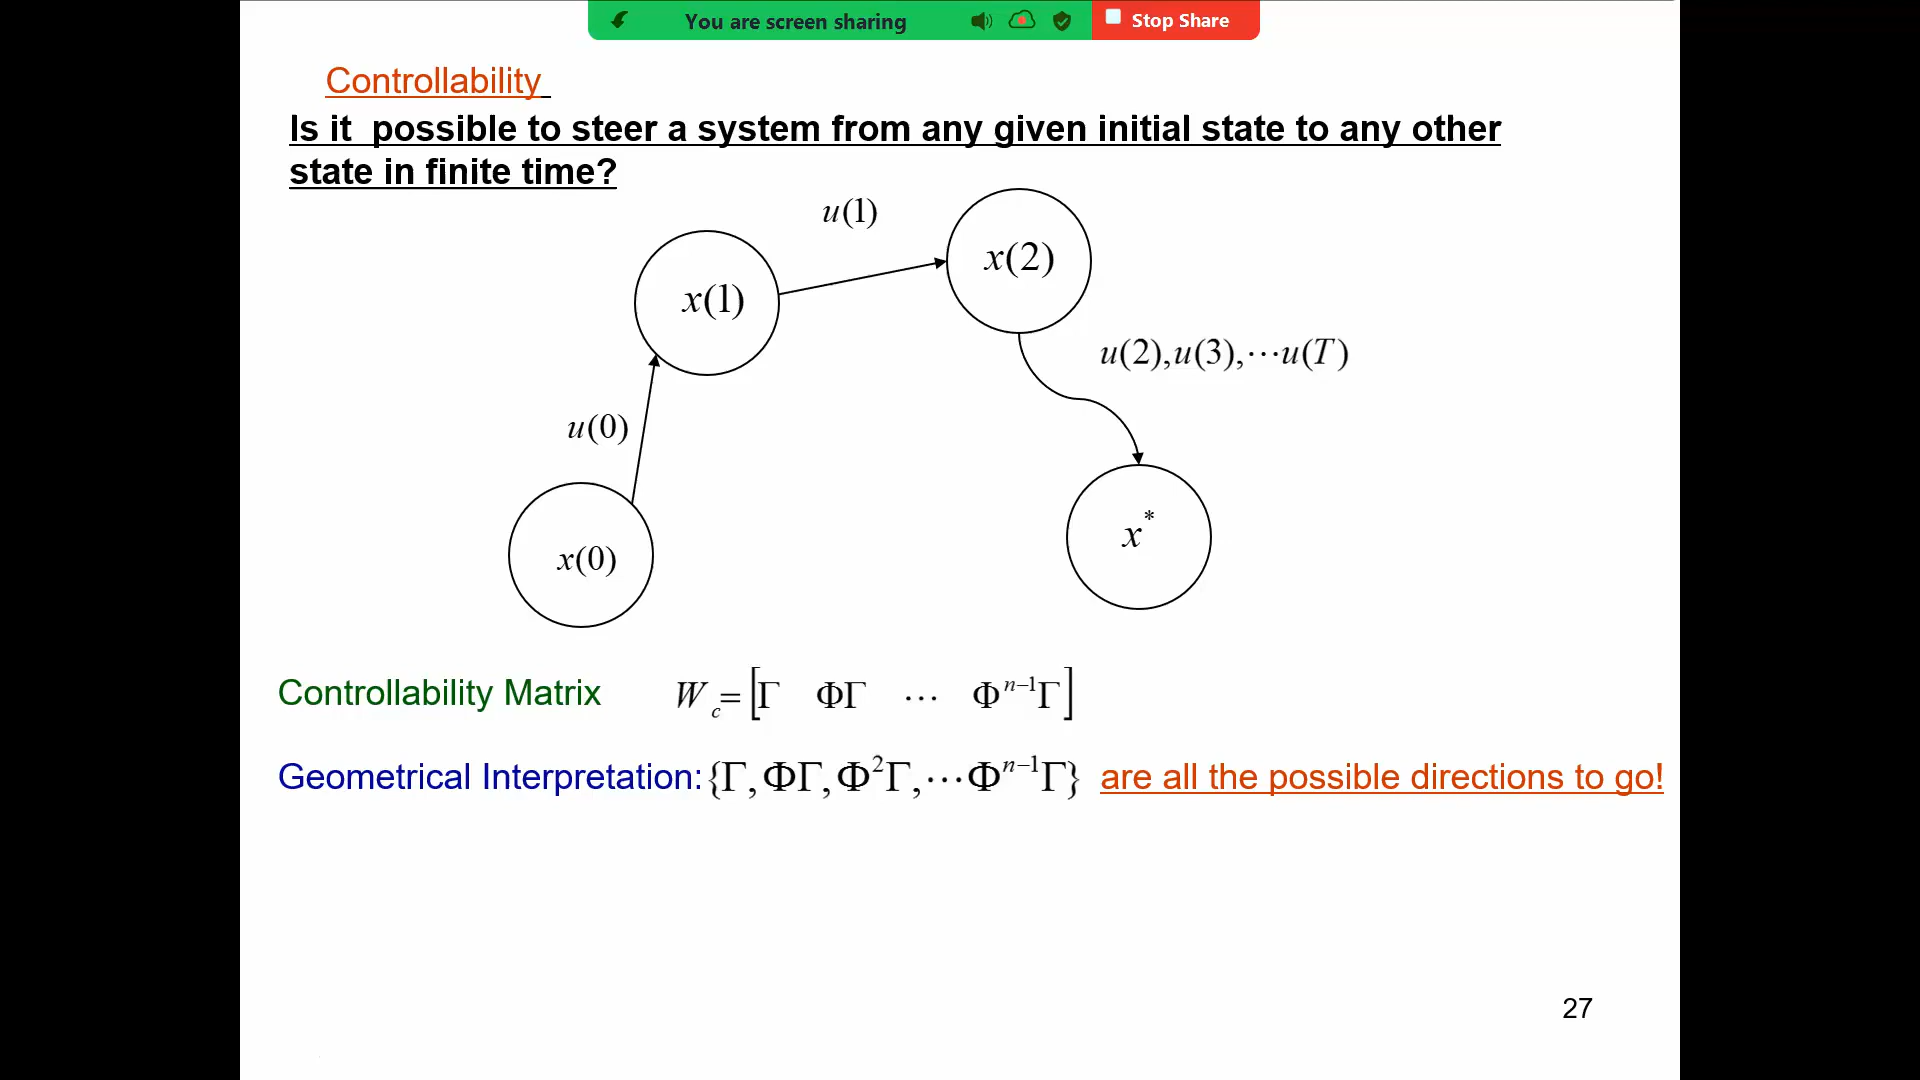 You are screen sharing
Stop Share
Controllability
Is it possible to steer a system from any given initial state to any other
state in finite time?
u(1)
x(2)
x(1)
u(2),u(3),⋯u(T)
u(0)
x*
x(0)
Controllability Matrix W_c=[Γ ΦΓ ⋯ Φ^{n−1}Γ]
Geometrical Interpretation: {Γ,ΦΓ,Φ²Γ,⋯Φ^{n−1}Γ} are all the possible directions to go!
27